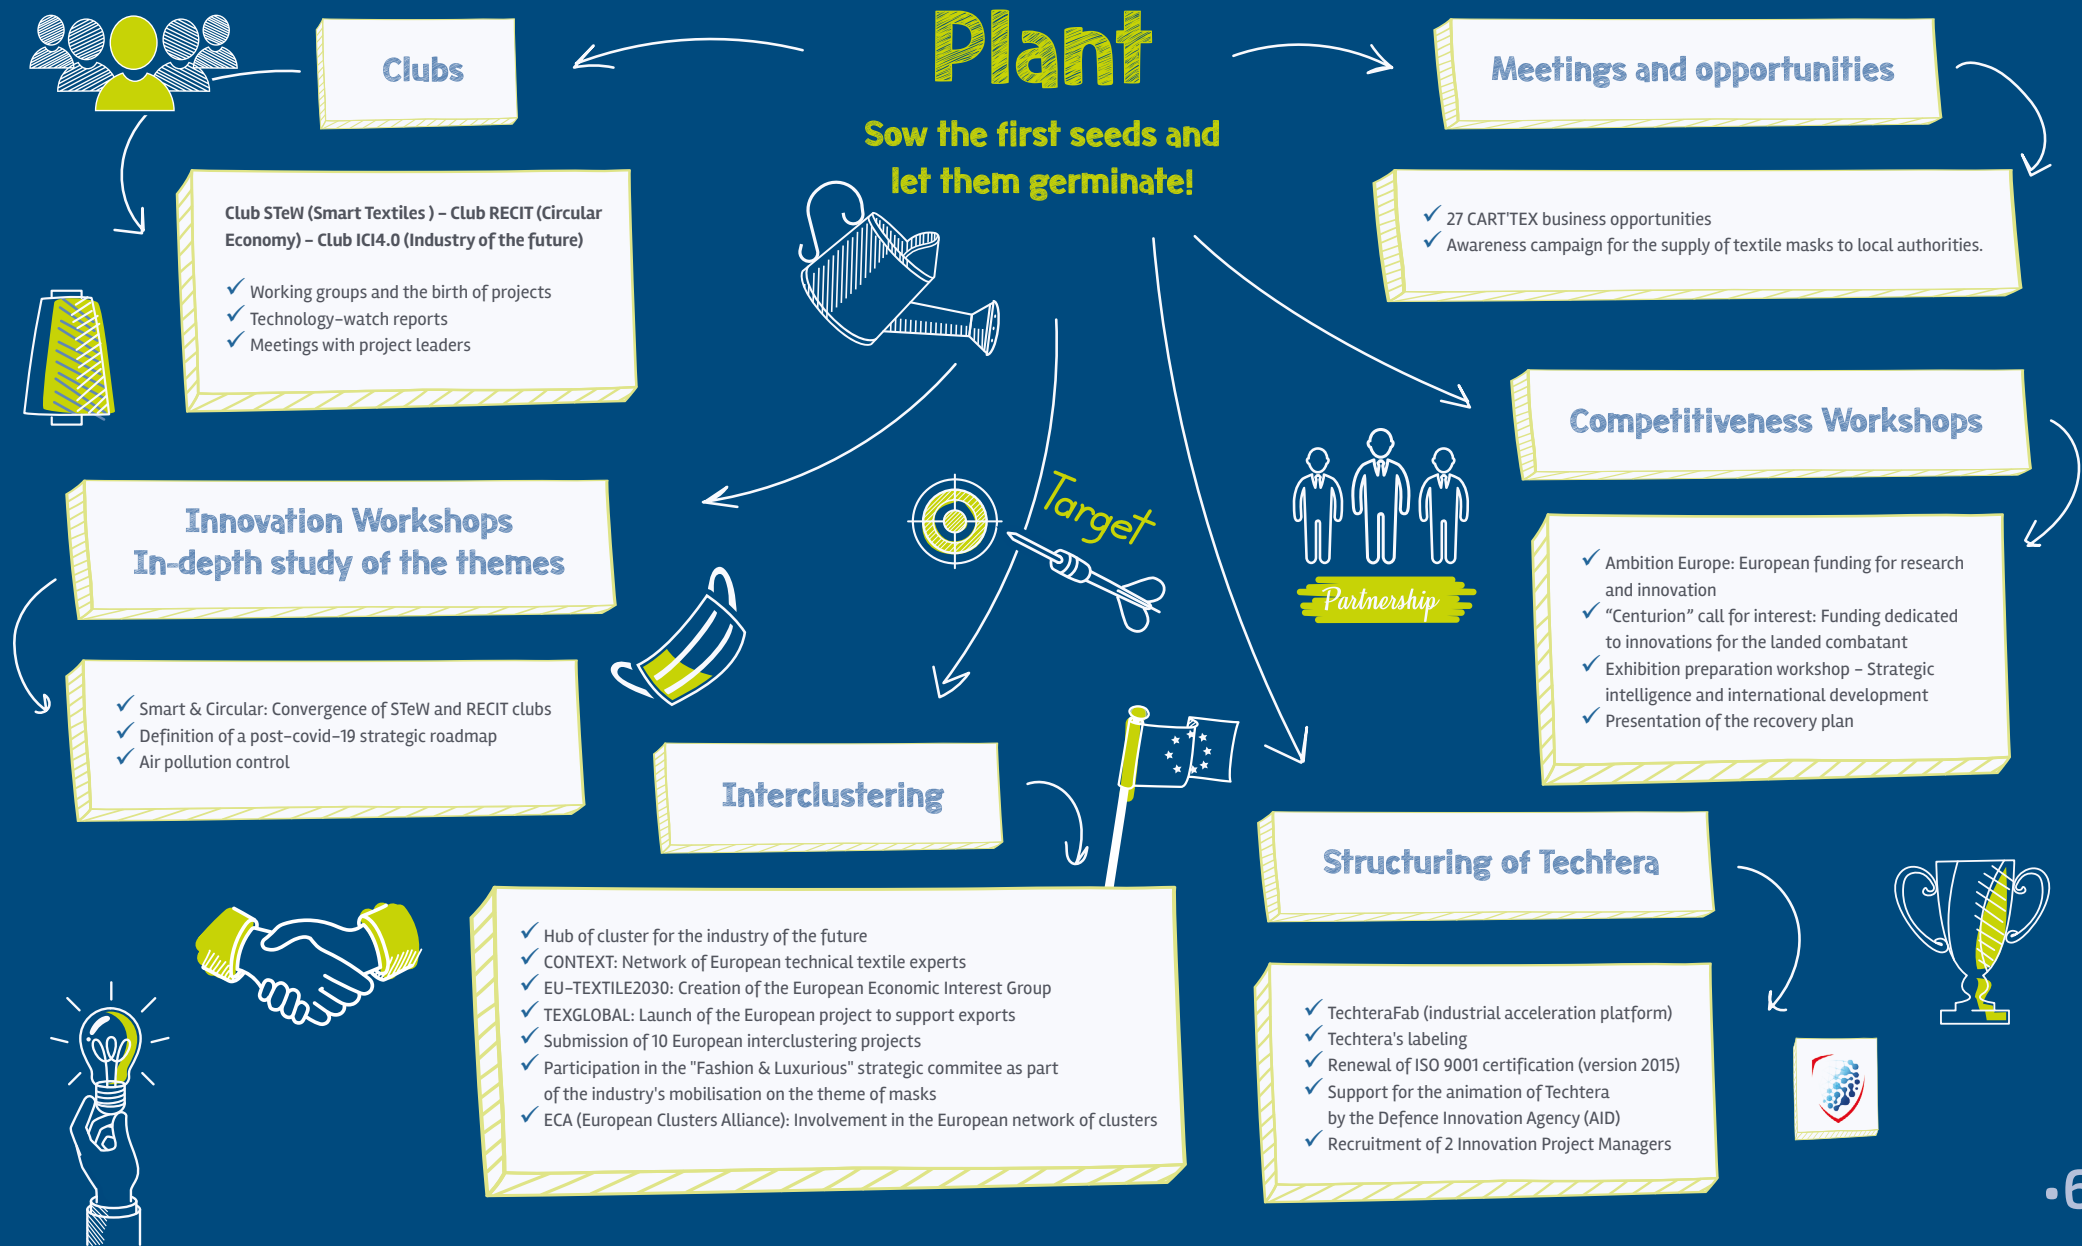 Plant
Sow the first seeds and
let them germinate!
Clubs
Club STeW (Smart Textiles ) – Club RECIT (Circular
Economy) – Club ICI4.0 (Industry of the future)
Working groups and the birth of projects
Technology-watch reports
Meetings with project leaders
Meetings and opportunities
27 CART'TEX business opportunities
Awareness campaign for the supply of textile masks to local authorities.
Competitiveness Workshops
Ambition Europe: European funding for research
and innovation
“Centurion” call for interest: Funding dedicated
to innovations for the landed combatant
Exhibition preparation workshop – Strategic
intelligence and international development
Presentation of the recovery plan
Partnership
Target
Innovation Workshops
In-depth study of the themes
Smart & Circular: Convergence of STeW and RECIT clubs
Definition of a post-covid-19 strategic roadmap
Air pollution control
Interclustering
Hub of cluster for the industry of the future
CONTEXT: Network of European technical textile experts
EU-TEXTILE2030: Creation of the European Economic Interest Group
TEXGLOBAL: Launch of the European project to support exports
Submission of 10 European interclustering projects
Participation in the "Fashion & Luxurious" strategic commitee as part
of the industry's mobilisation on the theme of masks
ECA (European Clusters Alliance): Involvement in the European network of clusters
Structuring of Techtera
TechteraFab (industrial acceleration platform)
Techtera's labeling
Renewal of ISO 9001 certification (version 2015)
Support for the animation of Techtera
by the Defence Innovation Agency (AID)
Recruitment of 2 Innovation Project Managers
•6